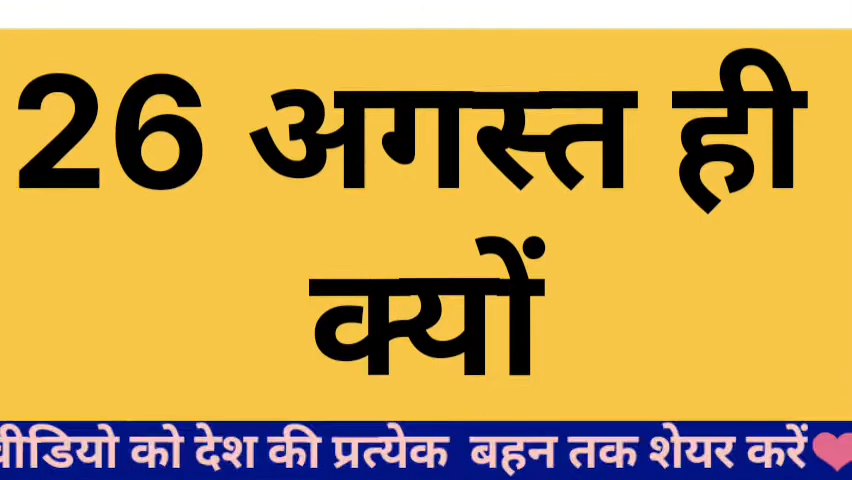 26 अगस्त ही
क्यों
वीडियो को देश की प्रत्येक बहन तक शेयर करें❤